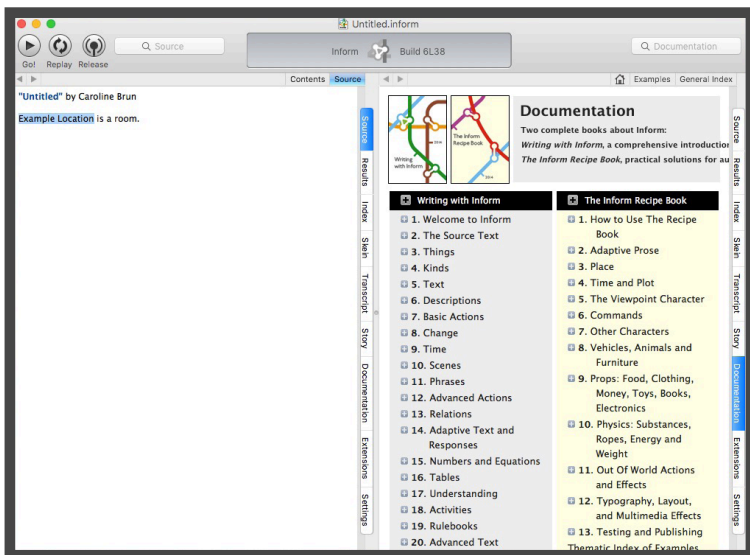 Untitled.inform
Source
Inform
Build 6L38
Documentation
Go!
Replay
Release
Contents
Source
Examples
General Index
"Untitled" by Caroline Brun
Example Location is a room.
Source
Results
Index
Skein
Transcript
Story
Documentation
Extensions
Settings
Writing
with Inform
The Inform
Recipe Book
Documentation
Two complete books about Inform:
Writing with Inform, a comprehensive introduction
The Inform Recipe Book, practical solutions for au
Writing with Inform
1. Welcome to Inform
2. The Source Text
3. Things
4. Kinds
5. Text
6. Descriptions
7. Basic Actions
8. Change
9. Time
10. Scenes
11. Phrases
12. Advanced Actions
13. Relations
14. Adaptive Text and
Responses
15. Numbers and Equations
16. Tables
17. Understanding
18. Activities
19. Rulebooks
20. Advanced Text
The Inform Recipe Book
1. How to Use The Recipe
Book
2. Adaptive Prose
3. Place
4. Time and Plot
5. The Viewpoint Character
6. Commands
7. Other Characters
8. Vehicles, Animals and
Furniture
9. Props: Food, Clothing,
Money, Toys, Books,
Electronics
10. Physics: Substances,
Ropes, Energy and
Weight
11. Out Of World Actions
and Effects
12. Typography, Layout,
and Multimedia Effects
13. Testing and Publishing
Thematic Index of Examples
Source
Results
Index
Skein
Transcript
Story
Documentation
Extensions
Settings